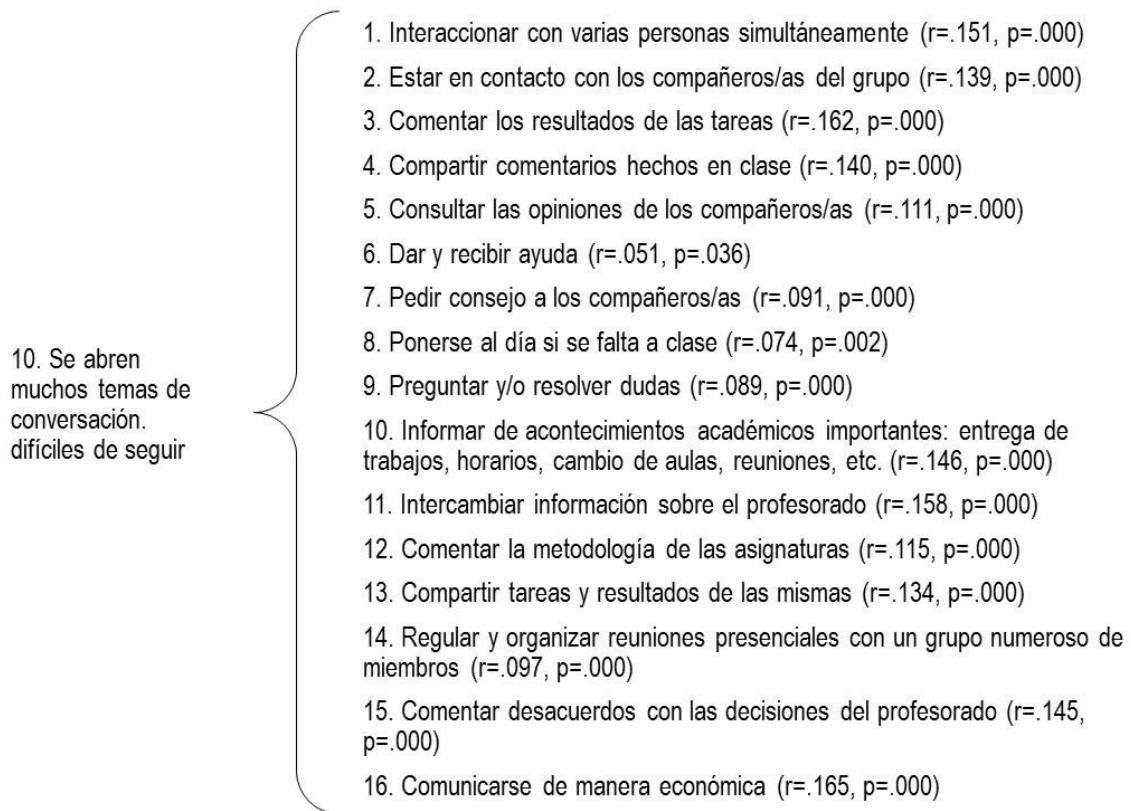 10. Se abren
muchos temas de
conversación.
difíciles de seguir
1. Interaccionar con varias personas simultáneamente (r=.151, p=.000)
2. Estar en contacto con los compañeros/as del grupo (r=.139, p=.000)
3. Comentar los resultados de las tareas (r=.162, p=.000)
4. Compartir comentarios hechos en clase (r=.140, p=.000)
5. Consultar las opiniones de los compañeros/as (r=.111, p=.000)
6. Dar y recibir ayuda (r=.051, p=.036)
7. Pedir consejo a los compañeros/as (r=.091, p=.000)
8. Ponerse al día si se falta a clase (r=.074, p=.002)
9. Preguntar y/o resolver dudas (r=.089, p=.000)
10. Informar de acontecimientos académicos importantes: entrega de
trabajos, horarios, cambio de aulas, reuniones, etc. (r=.146, p=.000)
11. Intercambiar información sobre el profesorado (r=.158, p=.000)
12. Comentar la metodología de las asignaturas (r=.115, p=.000)
13. Compartir tareas y resultados de las mismas (r=.134, p=.000)
14. Regular y organizar reuniones presenciales con un grupo numeroso de
miembros (r=.097, p=.000)
15. Comentar desacuerdos con las decisiones del profesorado (r=.145,
p=.000)
16. Comunicarse de manera económica (r=.165, p=.000)